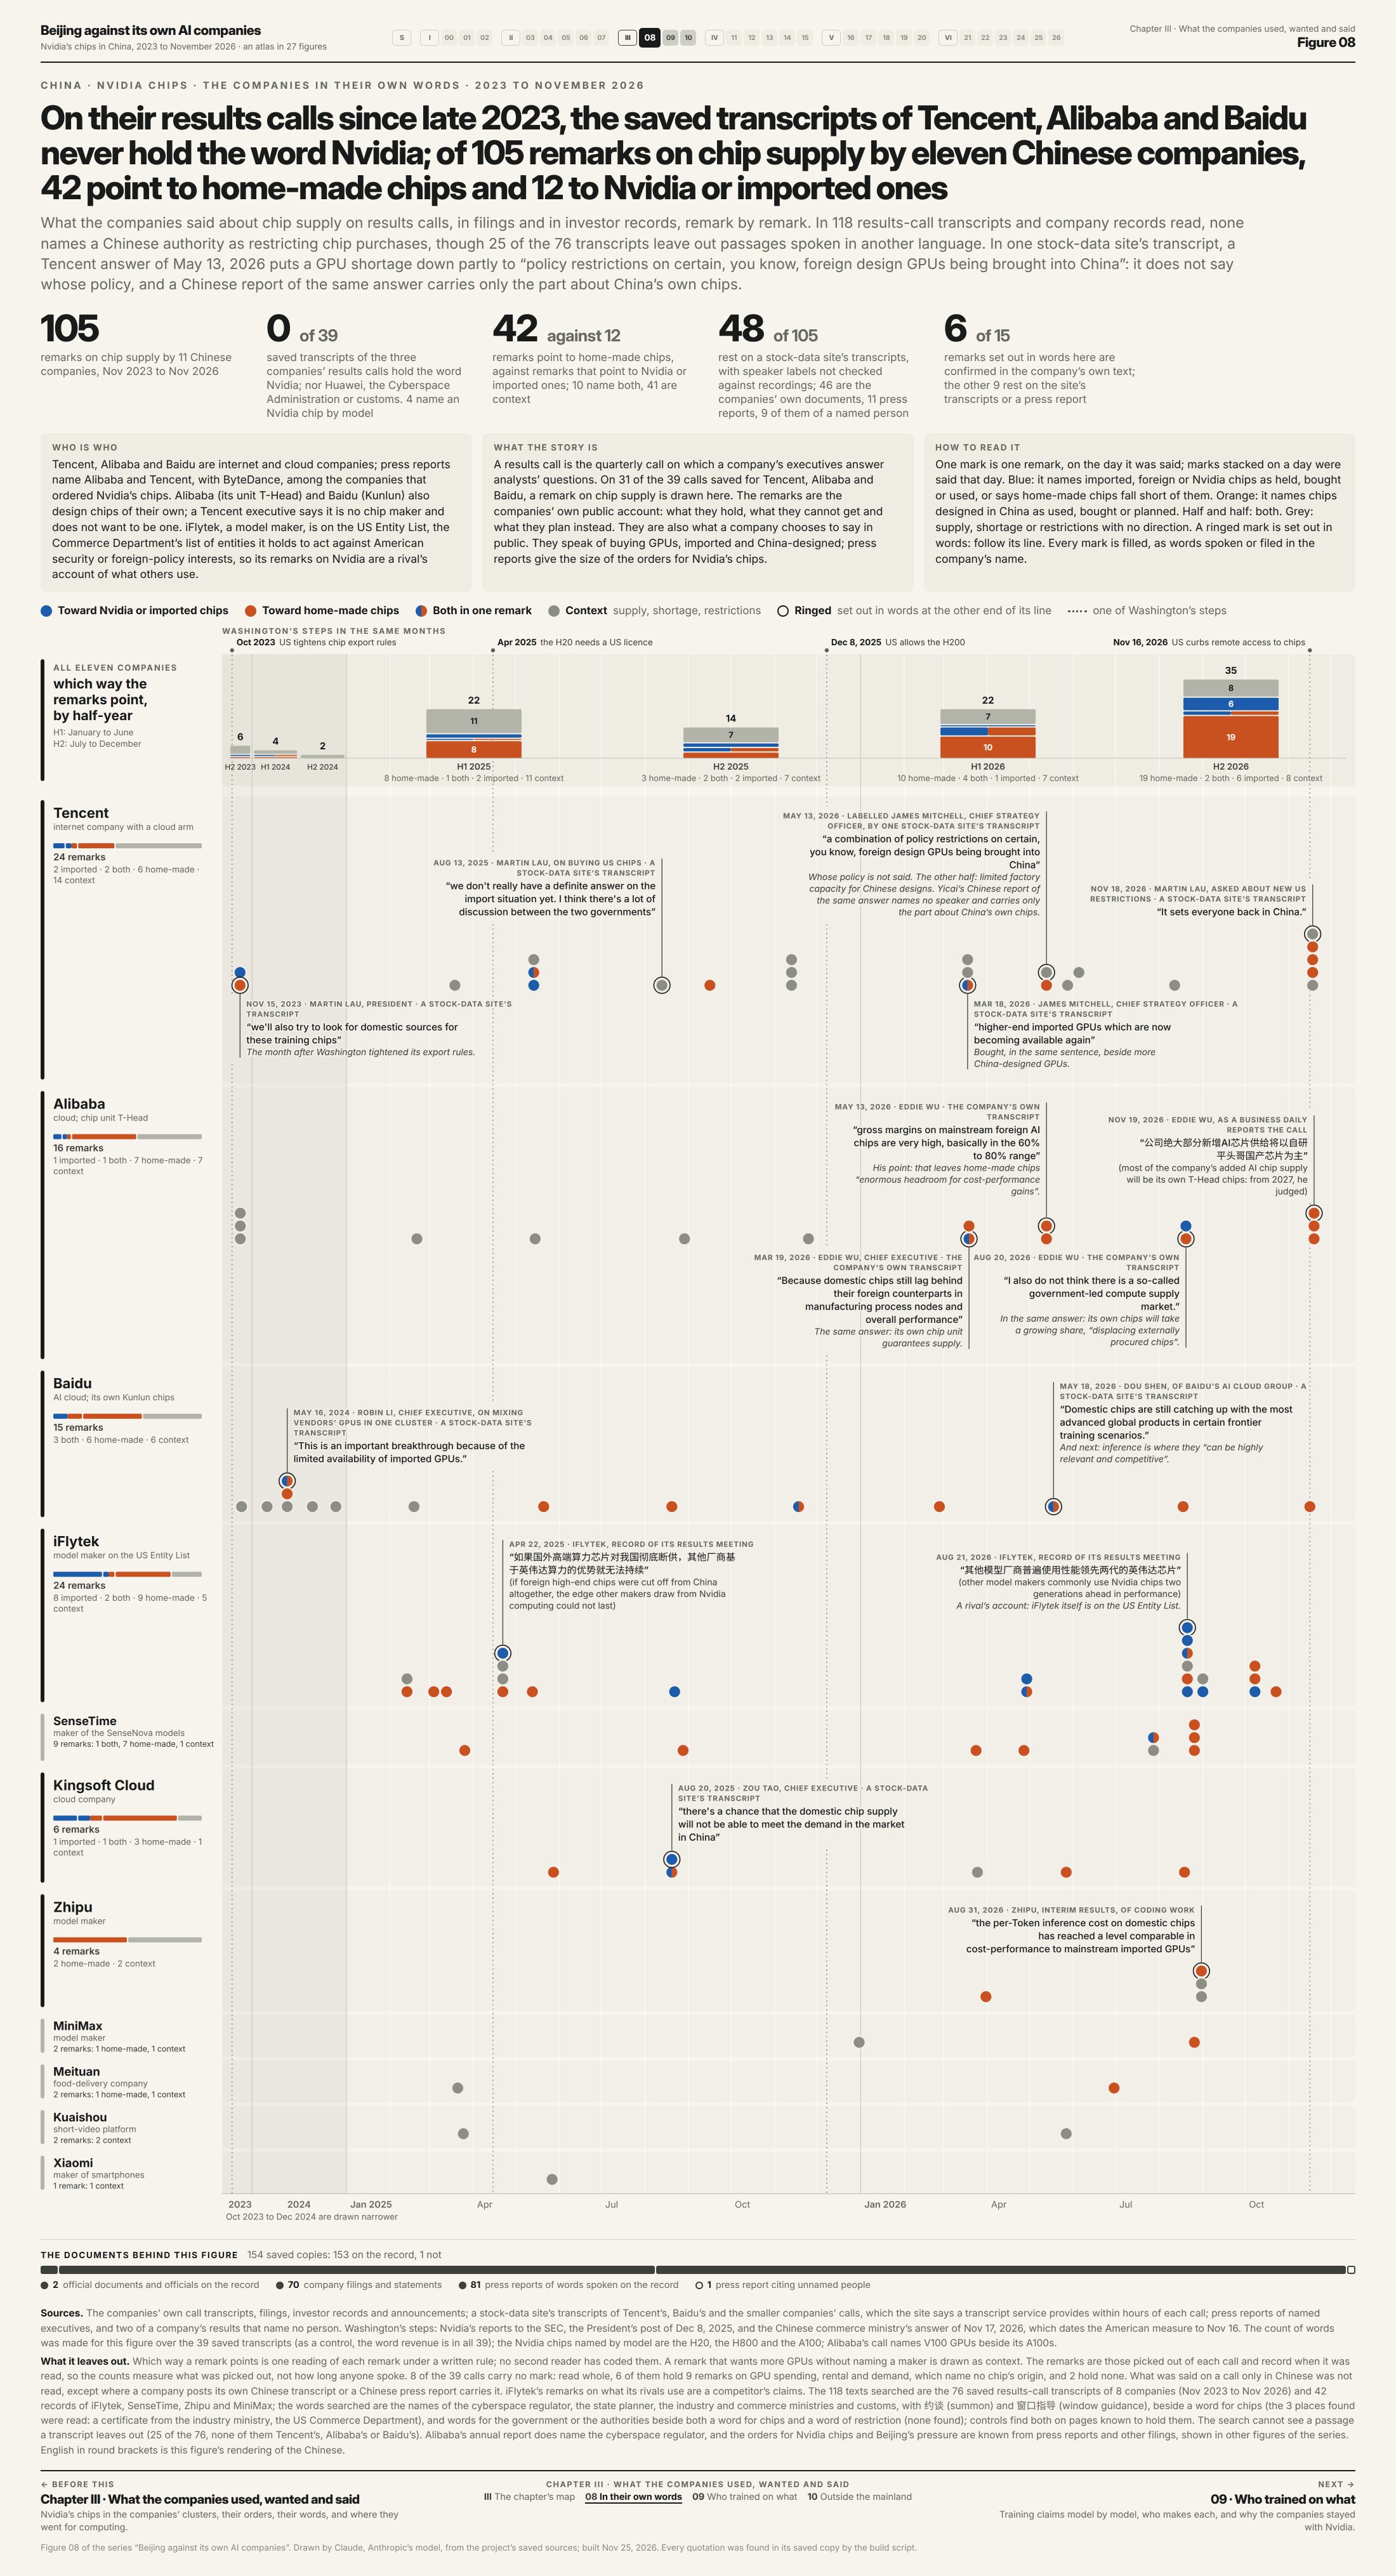 Beijing against its own AI companies
Nvidia's chips in China, 2023 to November 2026 · an atlas in 27 figures
S I 00 01 02 II 03 04 05 06 07 III 08 09 10 IV 11 12 13 14 15 V 16 17 18 19 20 VI 21 22 23 24 25 26
Chapter III · What the companies used, wanted and said
Figure 08
CHINA · NVIDIA CHIPS · THE COMPANIES IN THEIR OWN WORDS · 2023 TO NOVEMBER 2026
On their results calls since late 2023, the saved transcripts of Tencent, Alibaba and Baidu
never hold the word Nvidia; of 105 remarks on chip supply by eleven Chinese companies,
42 point to home-made chips and 12 to Nvidia or imported ones
What the companies said about chip supply on results calls, in filings and in investor records, remark by remark. In 118 results-call transcripts and company records read, none
names a Chinese authority as restricting chip purchases, though 25 of the 76 transcripts leave out passages spoken in another language. In one stock-data site's transcript, a
Tencent answer of May 13, 2026 puts a GPU shortage down partly to “policy restrictions on certain, you know, foreign design GPUs being brought into China”: it does not say
whose policy, and a Chinese report of the same answer carries only the part about China's own chips.
105
remarks on chip supply by 11 Chinese
companies, Nov 2023 to Nov 2026
0 of 39
saved transcripts of the three
companies' results calls hold the word
Nvidia; nor Huawei, the Cyberspace
Administration or customs. 4 name an
Nvidia chip by model
42 against 12
remarks point to home-made chips,
against remarks that point to Nvidia or
imported ones; 10 name both, 41 are
context
48 of 105
rest on a stock-data site's transcripts,
with speaker labels not checked
against recordings; 46 are the
companies' own documents, 11 press
reports, 9 of them of a named person
6 of 15
remarks set out in words here are
confirmed in the company's own text;
the other 9 rest on the site's
transcripts or a press report
WHO IS WHO
Tencent, Alibaba and Baidu are internet and cloud companies; press reports
name Alibaba and Tencent, with ByteDance, among the companies that
ordered Nvidia's chips. Alibaba (its unit T-Head) and Baidu (Kunlun) also
design chips of their own; a Tencent executive says it is no chip maker and
does not want to be one. iFlytek, a model maker, is on the US Entity List, the
Commerce Department's list of entities it holds to act against American
security or foreign-policy interests, so its remarks on Nvidia are a rival's
account of what others use.
WHAT THE STORY IS
A results call is the quarterly call on which a company's executives answer
analysts' questions. On 31 of the 39 calls saved for Tencent, Alibaba and
Baidu, a remark on chip supply is drawn here. The remarks are the
companies' own public account: what they hold, what they cannot get and
what they plan instead. They are also what a company chooses to say in
public. They speak of buying GPUs, imported and China-designed; press
reports give the size of the orders for Nvidia's chips.
HOW TO READ IT
One mark is one remark, on the day it was said; marks stacked on a day were
said that day. Blue: it names imported, foreign or Nvidia chips as held, bought
or used, or says home-made chips fall short of them. Orange: it names chips
designed in China as used, bought or planned. Half and half: both. Grey:
supply, shortage or restrictions with no direction. A ringed mark is set out in
words: follow its line. Every mark is filled, as words spoken or filed in the
company's name.
Toward Nvidia or imported chips Toward home-made chips Both in one remark Context supply, shortage, restrictions Ringed set out in words at the other end of its line one of Washington's steps
WASHINGTON'S STEPS IN THE SAME MONTHS
Oct 2023 US tightens chip export rules
Apr 2025 the H20 needs a US licence
Dec 8, 2025 US allows the H200
Nov 16, 2026 US curbs remote access to chips
ALL ELEVEN COMPANIES
which way the
remarks point,
by half-year
H1: January to June
H2: July to December
6
4
2
22
11
8
14
7
22
7
10
35
8
6
19
H2 2023 H1 2024 H2 2024 H1 2025 H2 2025 H1 2026 H2 2026
8 home-made · 1 both · 2 imported · 11 context
3 home-made · 2 both · 2 imported · 7 context
10 home-made · 4 both · 1 imported · 7 context
19 home-made · 2 both · 6 imported · 8 context
Tencent
internet company with a cloud arm
24 remarks
2 imported · 2 both · 6 home-made ·
14 context
MAY 13, 2026 · LABELLED JAMES MITCHELL, CHIEF STRATEGY
OFFICER, BY ONE STOCK-DATA SITE'S TRANSCRIPT
“a combination of policy restrictions on certain,
you know, foreign design GPUs being brought into
China”
Whose policy is not said. The other half: limited factory
capacity for Chinese designs. Yicai's Chinese report of
the same answer names no speaker and carries only
the part about China's own chips.
AUG 13, 2025 · MARTIN LAU, ON BUYING US CHIPS · A
STOCK-DATA SITE'S TRANSCRIPT
“we don't really have a definite answer on the
import situation yet. I think there's a lot of
discussion between the two governments”
NOV 18, 2026 · MARTIN LAU, ASKED ABOUT NEW US
RESTRICTIONS · A STOCK-DATA SITE'S TRANSCRIPT
“It sets everyone back in China.”
NOV 15, 2023 · MARTIN LAU, PRESIDENT · A STOCK-DATA SITE'S
TRANSCRIPT
“we'll also try to look for domestic sources for
these training chips”
The month after Washington tightened its export rules.
MAR 18, 2026 · JAMES MITCHELL, CHIEF STRATEGY OFFICER · A
STOCK-DATA SITE'S TRANSCRIPT
“higher-end imported GPUs which are now
becoming available again”
Bought, in the same sentence, beside more
China-designed GPUs.
Alibaba
cloud; chip unit T-Head
16 remarks
1 imported · 1 both · 7 home-made · 7
context
MAY 13, 2026 · EDDIE WU · THE COMPANY'S OWN
TRANSCRIPT
“gross margins on mainstream foreign AI
chips are very high, basically in the 60%
to 80% range”
His point: that leaves home-made chips
“enormous headroom for cost-performance
gains”.
NOV 19, 2026 · EDDIE WU, AS A BUSINESS DAILY
REPORTS THE CALL
“公司绝大部分新增AI芯片供给将以自研
平头哥国产芯片为主”
(most of the company's added AI chip supply
will be its own T-Head chips: from 2027, he
judged)
MAR 19, 2026 · EDDIE WU, CHIEF EXECUTIVE · THE
COMPANY'S OWN TRANSCRIPT
“Because domestic chips still lag behind
their foreign counterparts in
manufacturing process nodes and
overall performance”
The same answer: its own chip unit
guarantees supply.
AUG 20, 2026 · EDDIE WU · THE COMPANY'S OWN
TRANSCRIPT
“I also do not think there is a so-called
government-led compute supply
market.”
In the same answer: its own chips will take
a growing share, “displacing externally
procured chips”.
Baidu
AI cloud; its own Kunlun chips
15 remarks
3 both · 6 home-made · 6 context
MAY 16, 2024 · ROBIN LI, CHIEF EXECUTIVE, ON MIXING
VENDORS' GPUS IN ONE CLUSTER · A STOCK-DATA SITE'S
TRANSCRIPT
“This is an important breakthrough because of the
limited availability of imported GPUs.”
MAY 18, 2026 · DOU SHEN, OF BAIDU'S AI CLOUD GROUP · A
STOCK-DATA SITE'S TRANSCRIPT
“Domestic chips are still catching up with the most
advanced global products in certain frontier
training scenarios.”
And next: inference is where they “can be highly
relevant and competitive”.
iFlytek
model maker on the US Entity List
24 remarks
8 imported · 2 both · 9 home-made · 5
context
APR 22, 2025 · IFLYTEK, RECORD OF ITS RESULTS MEETING
“如果国外高端算力芯片对我国彻底断供，其他厂商基
于英伟达算力的优势就无法持续”
(if foreign high-end chips were cut off from China
altogether, the edge other makers draw from Nvidia
computing could not last)
AUG 21, 2026 · IFLYTEK, RECORD OF ITS RESULTS MEETING
“其他模型厂商普遍使用性能领先两代的英伟达芯片”
(other model makers commonly use Nvidia chips two
generations ahead in performance)
A rival's account: iFlytek itself is on the US Entity List.
SenseTime
maker of the SenseNova models
9 remarks: 1 both, 7 home-made, 1 context
Kingsoft Cloud
cloud company
6 remarks
1 imported · 1 both · 3 home-made · 1
context
AUG 20, 2025 · ZOU TAO, CHIEF EXECUTIVE · A STOCK-DATA
SITE'S TRANSCRIPT
“there's a chance that the domestic chip supply
will not be able to meet the demand in the market
in China”
Zhipu
model maker
4 remarks
2 home-made · 2 context
AUG 31, 2026 · ZHIPU, INTERIM RESULTS, OF CODING WORK
“the per-Token inference cost on domestic chips
has reached a level comparable in
cost-performance to mainstream imported GPUs”
MiniMax
model maker
2 remarks: 1 home-made, 1 context
Meituan
food-delivery company
2 remarks: 1 home-made, 1 context
Kuaishou
short-video platform
2 remarks: 2 context
Xiaomi
maker of smartphones
1 remark: 1 context
2023 2024 Jan 2025 Apr Jul Oct Jan 2026 Apr Jul Oct
Oct 2023 to Dec 2024 are drawn narrower
THE DOCUMENTS BEHIND THIS FIGURE 154 saved copies: 153 on the record, 1 not
2 official documents and officials on the record 70 company filings and statements 81 press reports of words spoken on the record 1 press report citing unnamed people
Sources. The companies' own call transcripts, filings, investor records and announcements; a stock-data site's transcripts of Tencent's, Baidu's and the smaller companies' calls, which the site says a transcript service provides within hours of each call; press reports of named
executives, and two of a company's results that name no person. Washington's steps: Nvidia's reports to the SEC, the President's post of Dec 8, 2025, and the Chinese commerce ministry's answer of Nov 17, 2026, which dates the American measure to Nov 16. The count of words
was made for this figure over the 39 saved transcripts (as a control, the word revenue is in all 39); the Nvidia chips named by model are the H20, the H800 and the A100; Alibaba's call names V100 GPUs beside its A100s.
What it leaves out. Which way a remark points is one reading of each remark under a written rule; no second reader has coded them. A remark that wants more GPUs without naming a maker is drawn as context. The remarks are those picked out of each call and record when it was
read, so the counts measure what was picked out, not how long anyone spoke. 8 of the 39 calls carry no mark: read whole, 6 of them hold 9 remarks on GPU spending, rental and demand, which name no chip's origin, and 2 hold none. What was said on a call only in Chinese was not
read, except where a company posts its own Chinese transcript or a Chinese press report carries it. iFlytek's remarks on what its rivals use are a competitor's claims. The 118 texts searched are the 76 saved results-call transcripts of 8 companies (Nov 2023 to Nov 2026) and 42
records of iFlytek, SenseTime, Zhipu and MiniMax; the words searched are the names of the cyberspace regulator, the state planner, the industry and commerce ministries and customs, with 约谈 (summon) and 窗口指导 (window guidance), beside a word for chips (the 3 places found
were read: a certificate from the industry ministry, the US Commerce Department), and words for the government or the authorities beside both a word for chips and a word of restriction (none found); controls find both on pages known to hold them. The search cannot see a passage
a transcript leaves out (25 of the 76, none of them Tencent's, Alibaba's or Baidu's). Alibaba's annual report does name the cyberspace regulator, and the orders for Nvidia chips and Beijing's pressure are known from press reports and other filings, shown in other figures of the series.
English in round brackets is this figure's rendering of the Chinese.
← BEFORE THIS
Chapter III · What the companies used, wanted and said
Nvidia's chips in the companies' clusters, their orders, their words, and where they
went for computing.
CHAPTER III · WHAT THE COMPANIES USED, WANTED AND SAID
III The chapter's map 08 In their own words 09 Who trained on what 10 Outside the mainland
NEXT →
09 · Who trained on what
Training claims model by model, who makes each, and why the companies stayed
with Nvidia.
Figure 08 of the series “Beijing against its own AI companies”. Drawn by Claude, Anthropic's model, from the project's saved sources; built Nov 25, 2026. Every quotation was found in its saved copy by the build script.